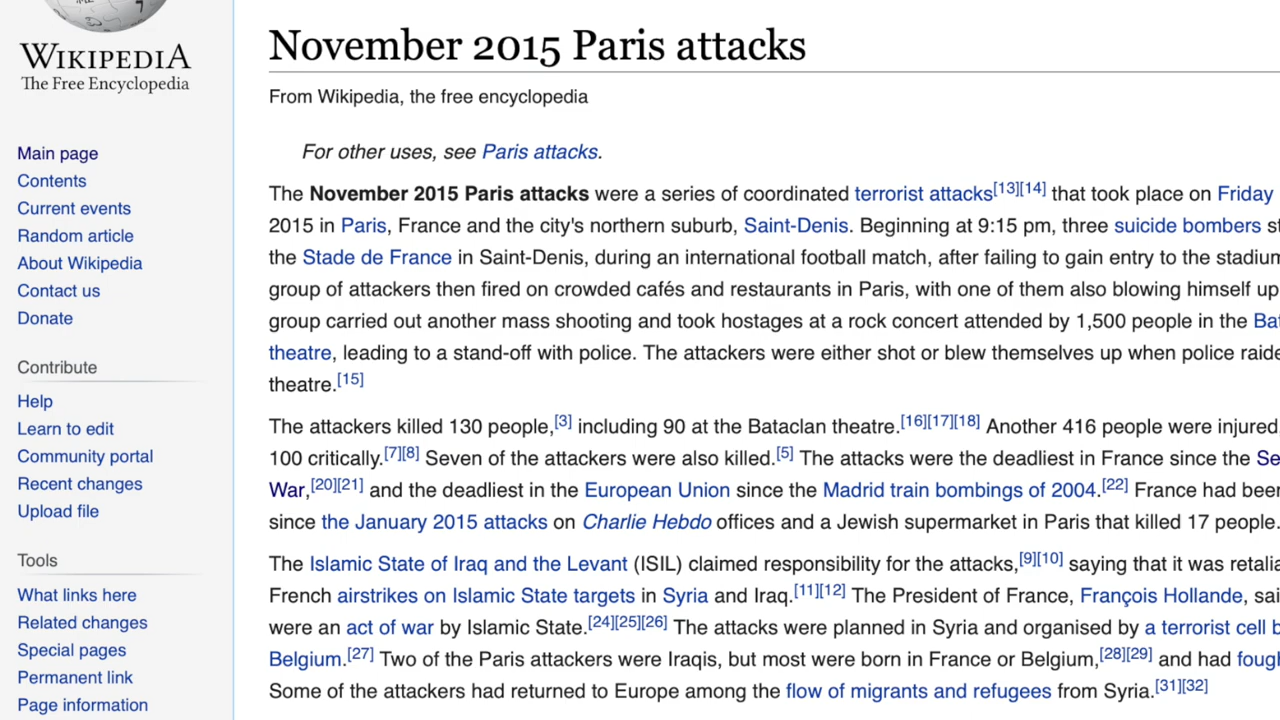 WIKIPEDIA
The Free Encyclopedia
Main page
Contents
Current events
Random article
About Wikipedia
Contact us
Donate
Contribute
Help
Learn to edit
Community portal
Recent changes
Upload file
Tools
What links here
Related changes
Special pages
Permanent link
Page information
November 2015 Paris attacks
From Wikipedia, the free encyclopedia
For other uses, see Paris attacks.
The November 2015 Paris attacks were a series of coordinated terrorist attacks[13][14] that took place on Friday
2015 in Paris, France and the city's northern suburb, Saint-Denis. Beginning at 9:15 pm, three suicide bombers st
the Stade de France in Saint-Denis, during an international football match, after failing to gain entry to the stadium
group of attackers then fired on crowded cafés and restaurants in Paris, with one of them also blowing himself up
group carried out another mass shooting and took hostages at a rock concert attended by 1,500 people in the Bat
theatre, leading to a stand-off with police. The attackers were either shot or blew themselves up when police raide
theatre.[15]
The attackers killed 130 people,[3] including 90 at the Bataclan theatre.[16][17][18] Another 416 people were injured,
100 critically.[7][8] Seven of the attackers were also killed.[5] The attacks were the deadliest in France since the Se
War,[20][21] and the deadliest in the European Union since the Madrid train bombings of 2004.[22] France had been
since the January 2015 attacks on Charlie Hebdo offices and a Jewish supermarket in Paris that killed 17 people.
The Islamic State of Iraq and the Levant (ISIL) claimed responsibility for the attacks,[9][10] saying that it was retalia
French airstrikes on Islamic State targets in Syria and Iraq.[11][12] The President of France, François Hollande, sai
were an act of war by Islamic State.[24][25][26] The attacks were planned in Syria and organised by a terrorist cell b
Belgium.[27] Two of the Paris attackers were Iraqis, but most were born in France or Belgium,[28][29] and had fough
Some of the attackers had returned to Europe among the flow of migrants and refugees from Syria.[31][32]